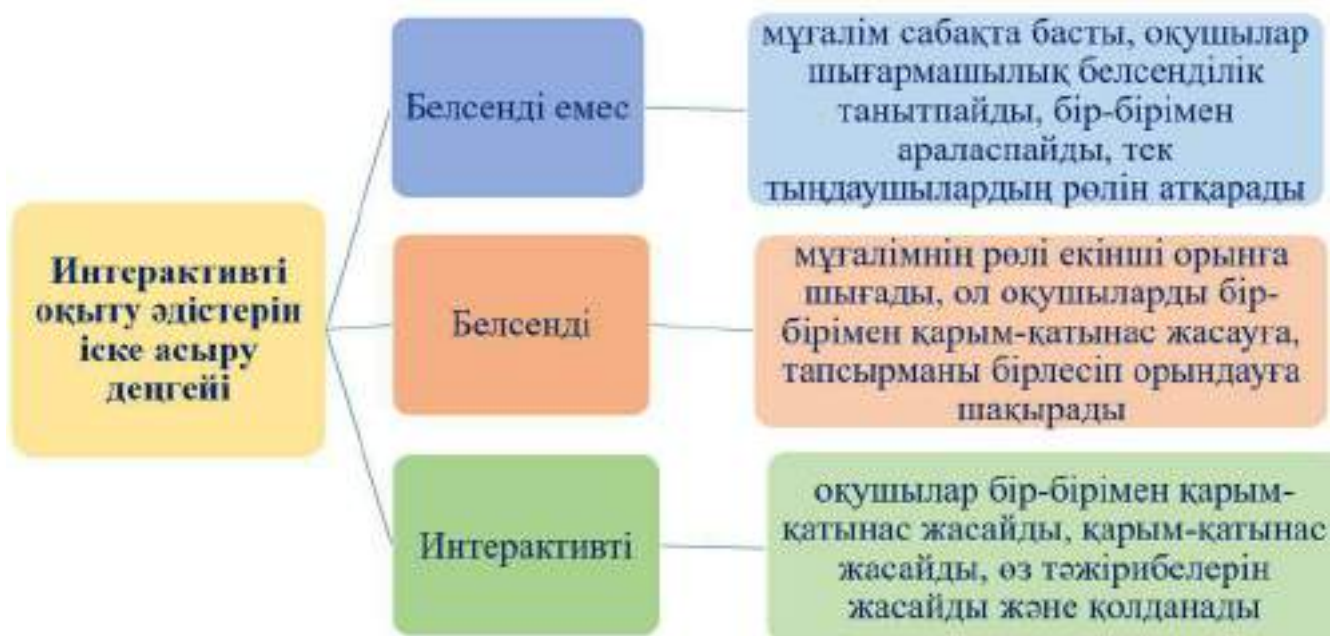 Интерактивті
оқыту әдістерін
іске асыру
деңгейі
Белсенді емес
мұғалім сабақта басты, оқушылар
шығармашылық белсенділік
танытпайды, бір-бірімен
араласпайды, тек
тыңдаушылардың рөлін атқарады
Белсенді
мұғалімнің рөлі екінші орынға
шығады, ол оқушыларды бір-
бірімен қарым-қатынас жасауға,
тапсырманы бірлесіп орындауға
шақырады
Интерактивті
оқушылар бір-бірімен қарым-
қатынас жасайды, қарым-қатынас
жасайды, өз тәжірибелерін
жасайды және қолданады